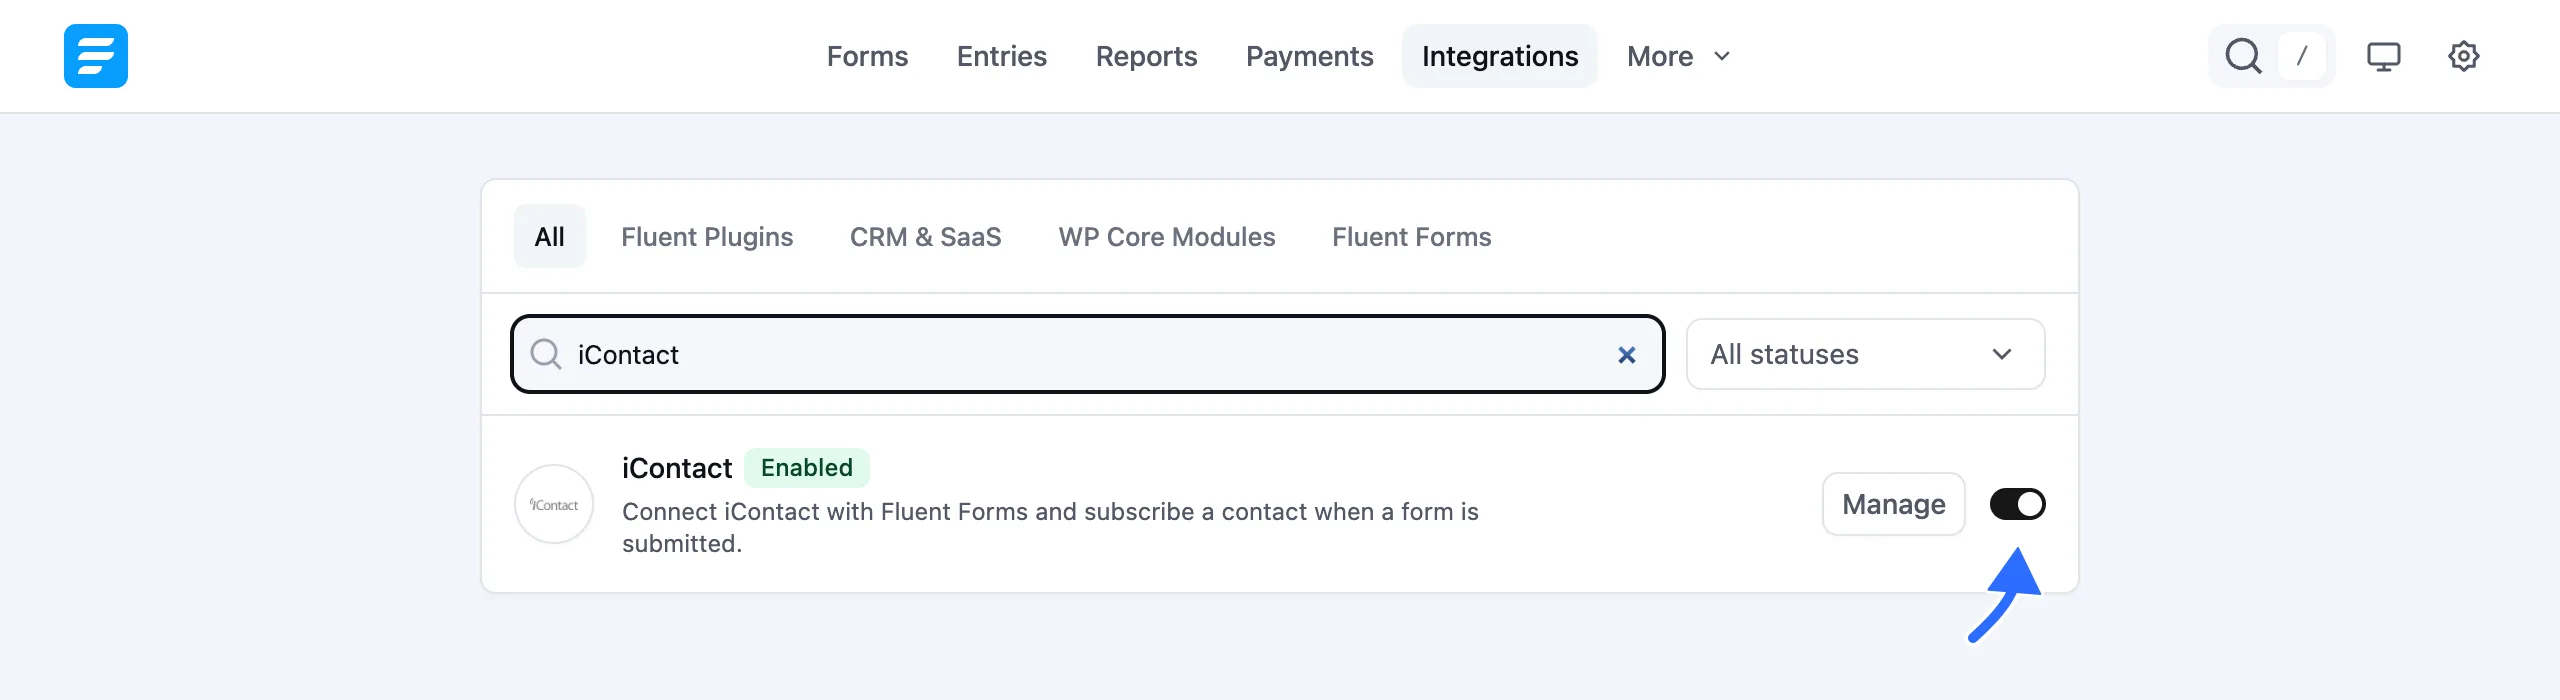 Forms Entries Reports Payments Integrations More /
All Fluent Plugins CRM & SaaS WP Core Modules Fluent Forms
iContact All statuses
iContact Enabled
iContact
Connect iContact with Fluent Forms and subscribe a contact when a form is
submitted.
Manage